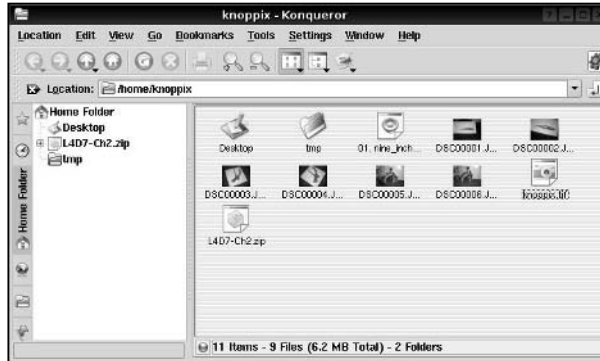 knoppix - Konqueror
Location Edit View Go Bookmarks Tools Settings Window Help
Location: /home/knoppix
Home Folder
Desktop
L4D7-Ch2.zip
tmp
Home Folder
Desktop tmp 01. nine_inch... DSC00001.J... DSC00002.J...
DSC00003.J... DSC00004.J... DSC00005.J... DSC00006.J... knoppix.tif
L4D7-Ch2.zip
11 Items - 9 Files (6.2 MB Total) - 2 Folders